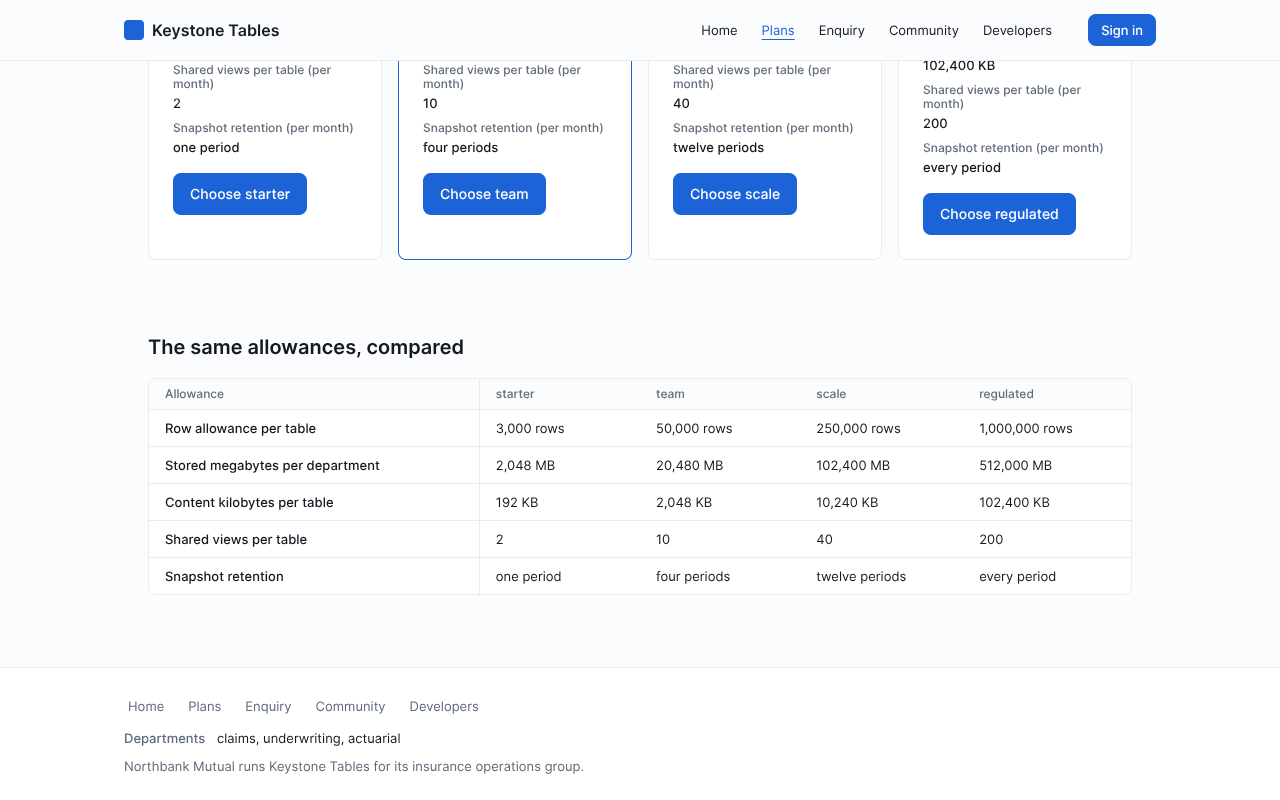 Keystone Tables
Home Plans Enquiry Community Developers Sign in
Shared views per table (per
month)
2
Snapshot retention (per month)
one period
Choose starter
Shared views per table (per
month)
10
Snapshot retention (per month)
four periods
Choose team
Shared views per table (per
month)
40
Snapshot retention (per month)
twelve periods
Choose scale
102,400 KB
Shared views per table (per
month)
200
Snapshot retention (per month)
every period
Choose regulated
The same allowances, compared
Allowance starter team scale regulated
Row allowance per table 3,000 rows 50,000 rows 250,000 rows 1,000,000 rows
Stored megabytes per department 2,048 MB 20,480 MB 102,400 MB 512,000 MB
Content kilobytes per table 192 KB 2,048 KB 10,240 KB 102,400 KB
Shared views per table 2 10 40 200
Snapshot retention one period four periods twelve periods every period
Home Plans Enquiry Community Developers
Departments claims, underwriting, actuarial
Northbank Mutual runs Keystone Tables for its insurance operations group.